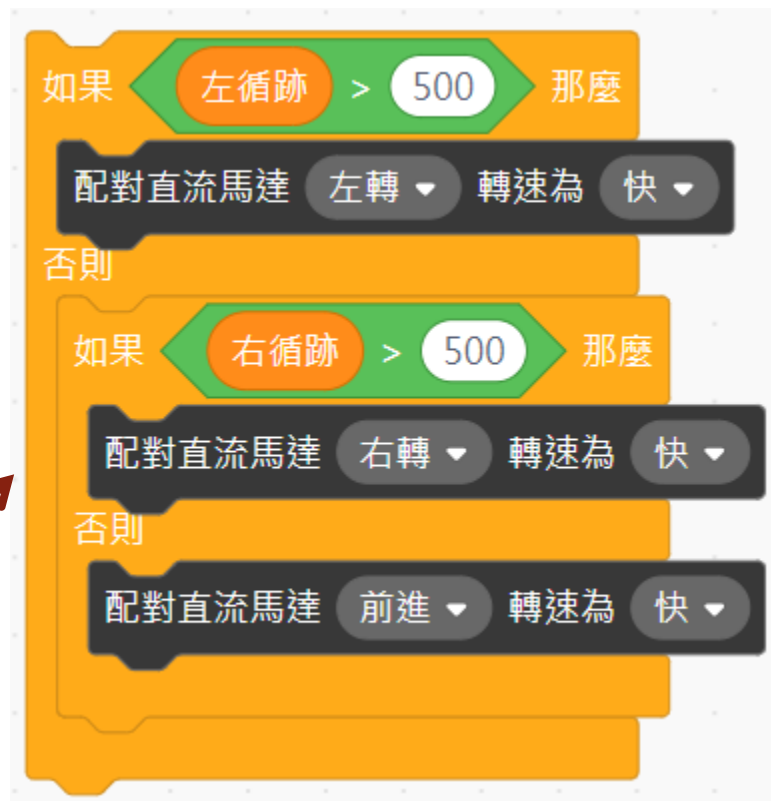 如果 左循跡 > 500 那麼
配對直流馬達 左轉 轉速為 快
否則
如果 右循跡 > 500 那麼
配對直流馬達 右轉 轉速為 快
否則
配對直流馬達 前進 轉速為 快